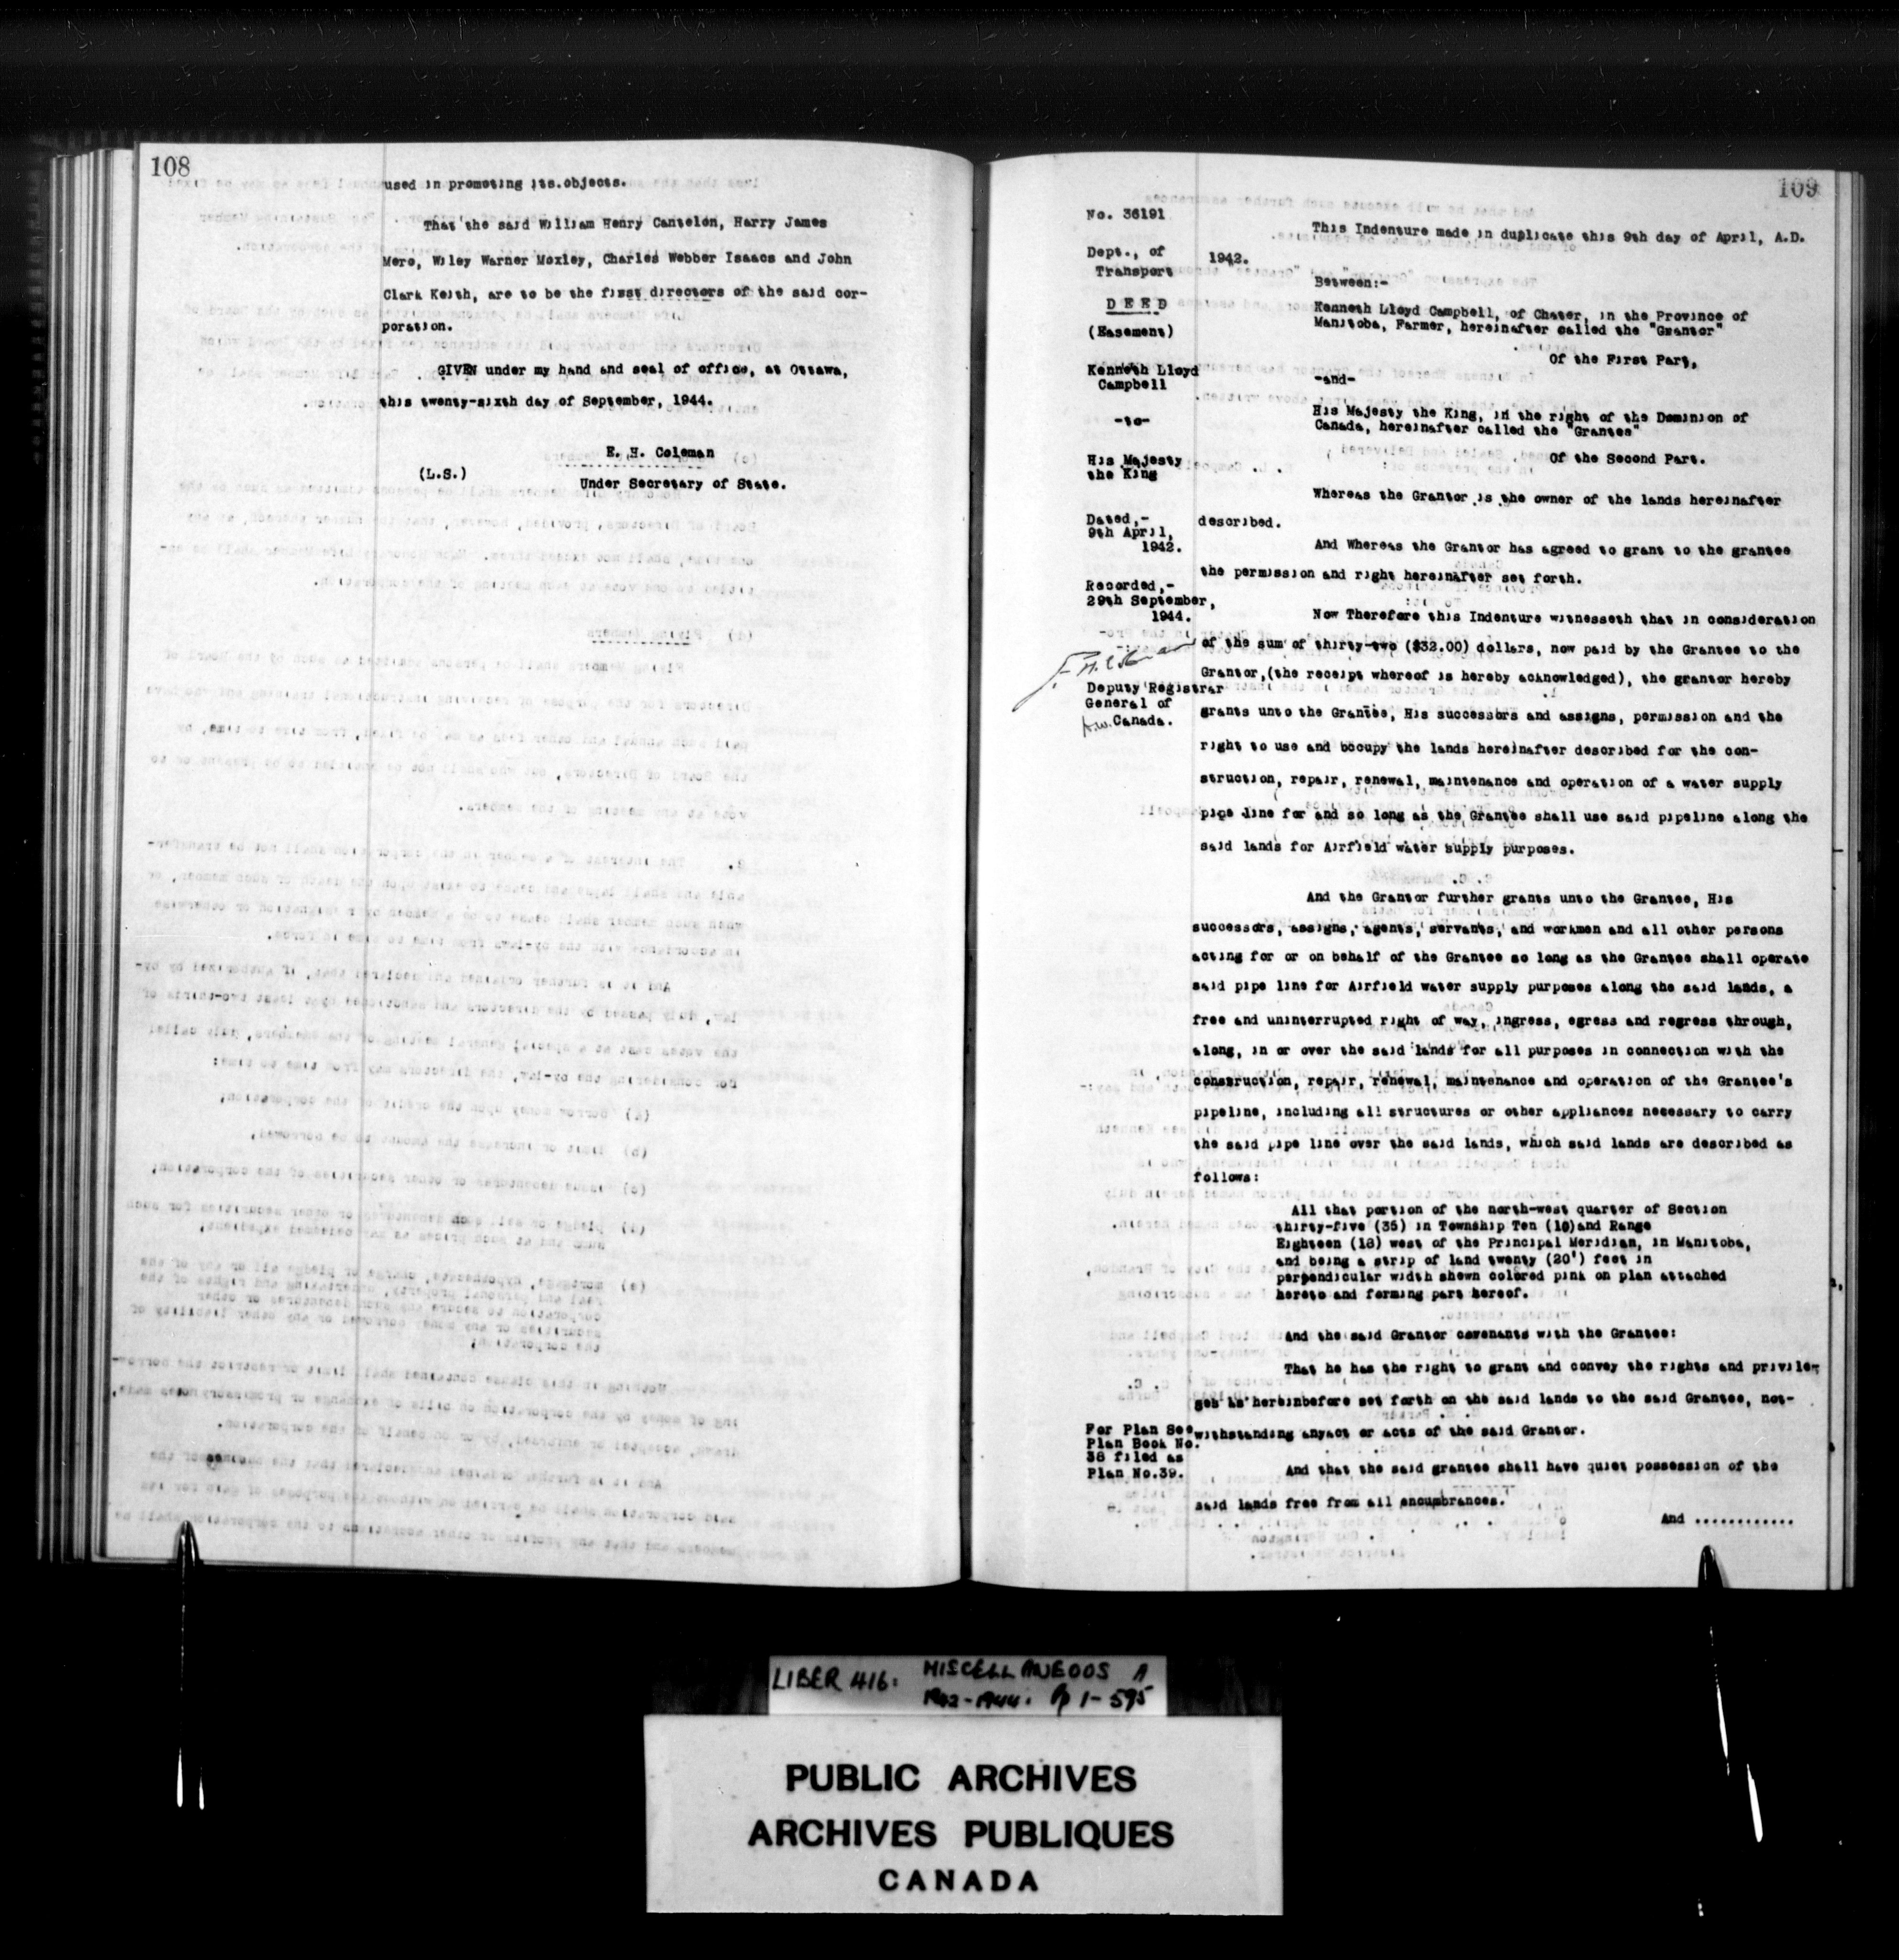 108
used in promoting its objects.
That the said William Henry Cantelon, Harry James
Mero, Wiley Warner Moxley, Charles Webber Isaacs and John
Clark Keith, are to be the first directors of the said cor-
poration.
GIVEN under my hand and seal of office, at Ottawa,
this twenty-sixth day of September, 1944.
E. H. Coleman
(L.S.)
Under Secretary of State.
109
No. 36191
Dept., of
Transport
DEED
(Easement)
Kenneth Lloyd
Campbell
-to-
His Majesty
the King
Dated,-
9th April,
1942.
Recorded,-
29th September,
1944.
Deputy Registrar
General of
Canada.
This Indenture made in duplicate this 9th day of April, A.D.
1942.
Between:-
Kenneth Lloyd Campbell, of Chater, in the Province of
Manitoba, Farmer, hereinafter called the "Grantor"
Of the First Part,
-and-
His Majesty the King, in the right of the Dominion of
Canada, hereinafter called the "Grantee"
Of the Second Part.
Whereas the Grantor is the owner of the lands hereinafter
described.
And Whereas the Grantor has agreed to grant to the grantee
the permission and right hereinafter set forth.
Now Therefore this Indenture witnesseth that in consideration
of the sum of thirty-two ($32.00) dollars, now paid by the Grantee to the
Grantor,(the receipt whereof is hereby acknowledged), the grantor hereby
grants unto the Grantee, His successors and assigns, permission and the
right to use and occupy the lands hereinafter described for the con-
struction, repair, renewal, maintenance and operation of a water supply
pipe line for and so long as the Grantee shall use said pipeline along the
said lands for Airfield water supply purposes.
And the Grantor further grants unto the Grantee, His
successors, assigns, agents, servants, and workmen and all other persons
acting for or on behalf of the Grantee so long as the Grantee shall operate
said pipe line for Airfield water supply purposes along the said lands, a
free and uninterrupted right of way, ingress, egress and regress through,
along, in or over the said lands for all purposes in connection with the
construction, repair, renewal, maintenance and operation of the Grantee's
pipeline, including all structures or other appliances necessary to carry
the said pipe line over the said lands, which said lands are described as
follows:
All that portion of the north-west quarter of Section
thirty-five (35) in Township Ten (10)and Range
Eighteen (18) west of the Principal Meridian, in Manitoba,
and being a strip of land twenty (20') feet in
perpendicular width shewn colored pink on plan attached
hereto and forming part hereof.
And the said Grantor covenants with the Grantee:
That he has the right to grant and convey the rights and privile-
ges as hereinbefore set forth on the said lands to the said Grantee, not-
withstanding anyact or acts of the said Grantor.
For Plan See
Plan Book No.
38 filed as
Plan No.39.
And that the said grantee shall have quiet possession of the
said lands free from all encumbrances.
And ............
LIBER 416. MISCELLANEOUS A
1942-1944. Pp 1-595
PUBLIC ARCHIVES
ARCHIVES PUBLIQUES
CANADA